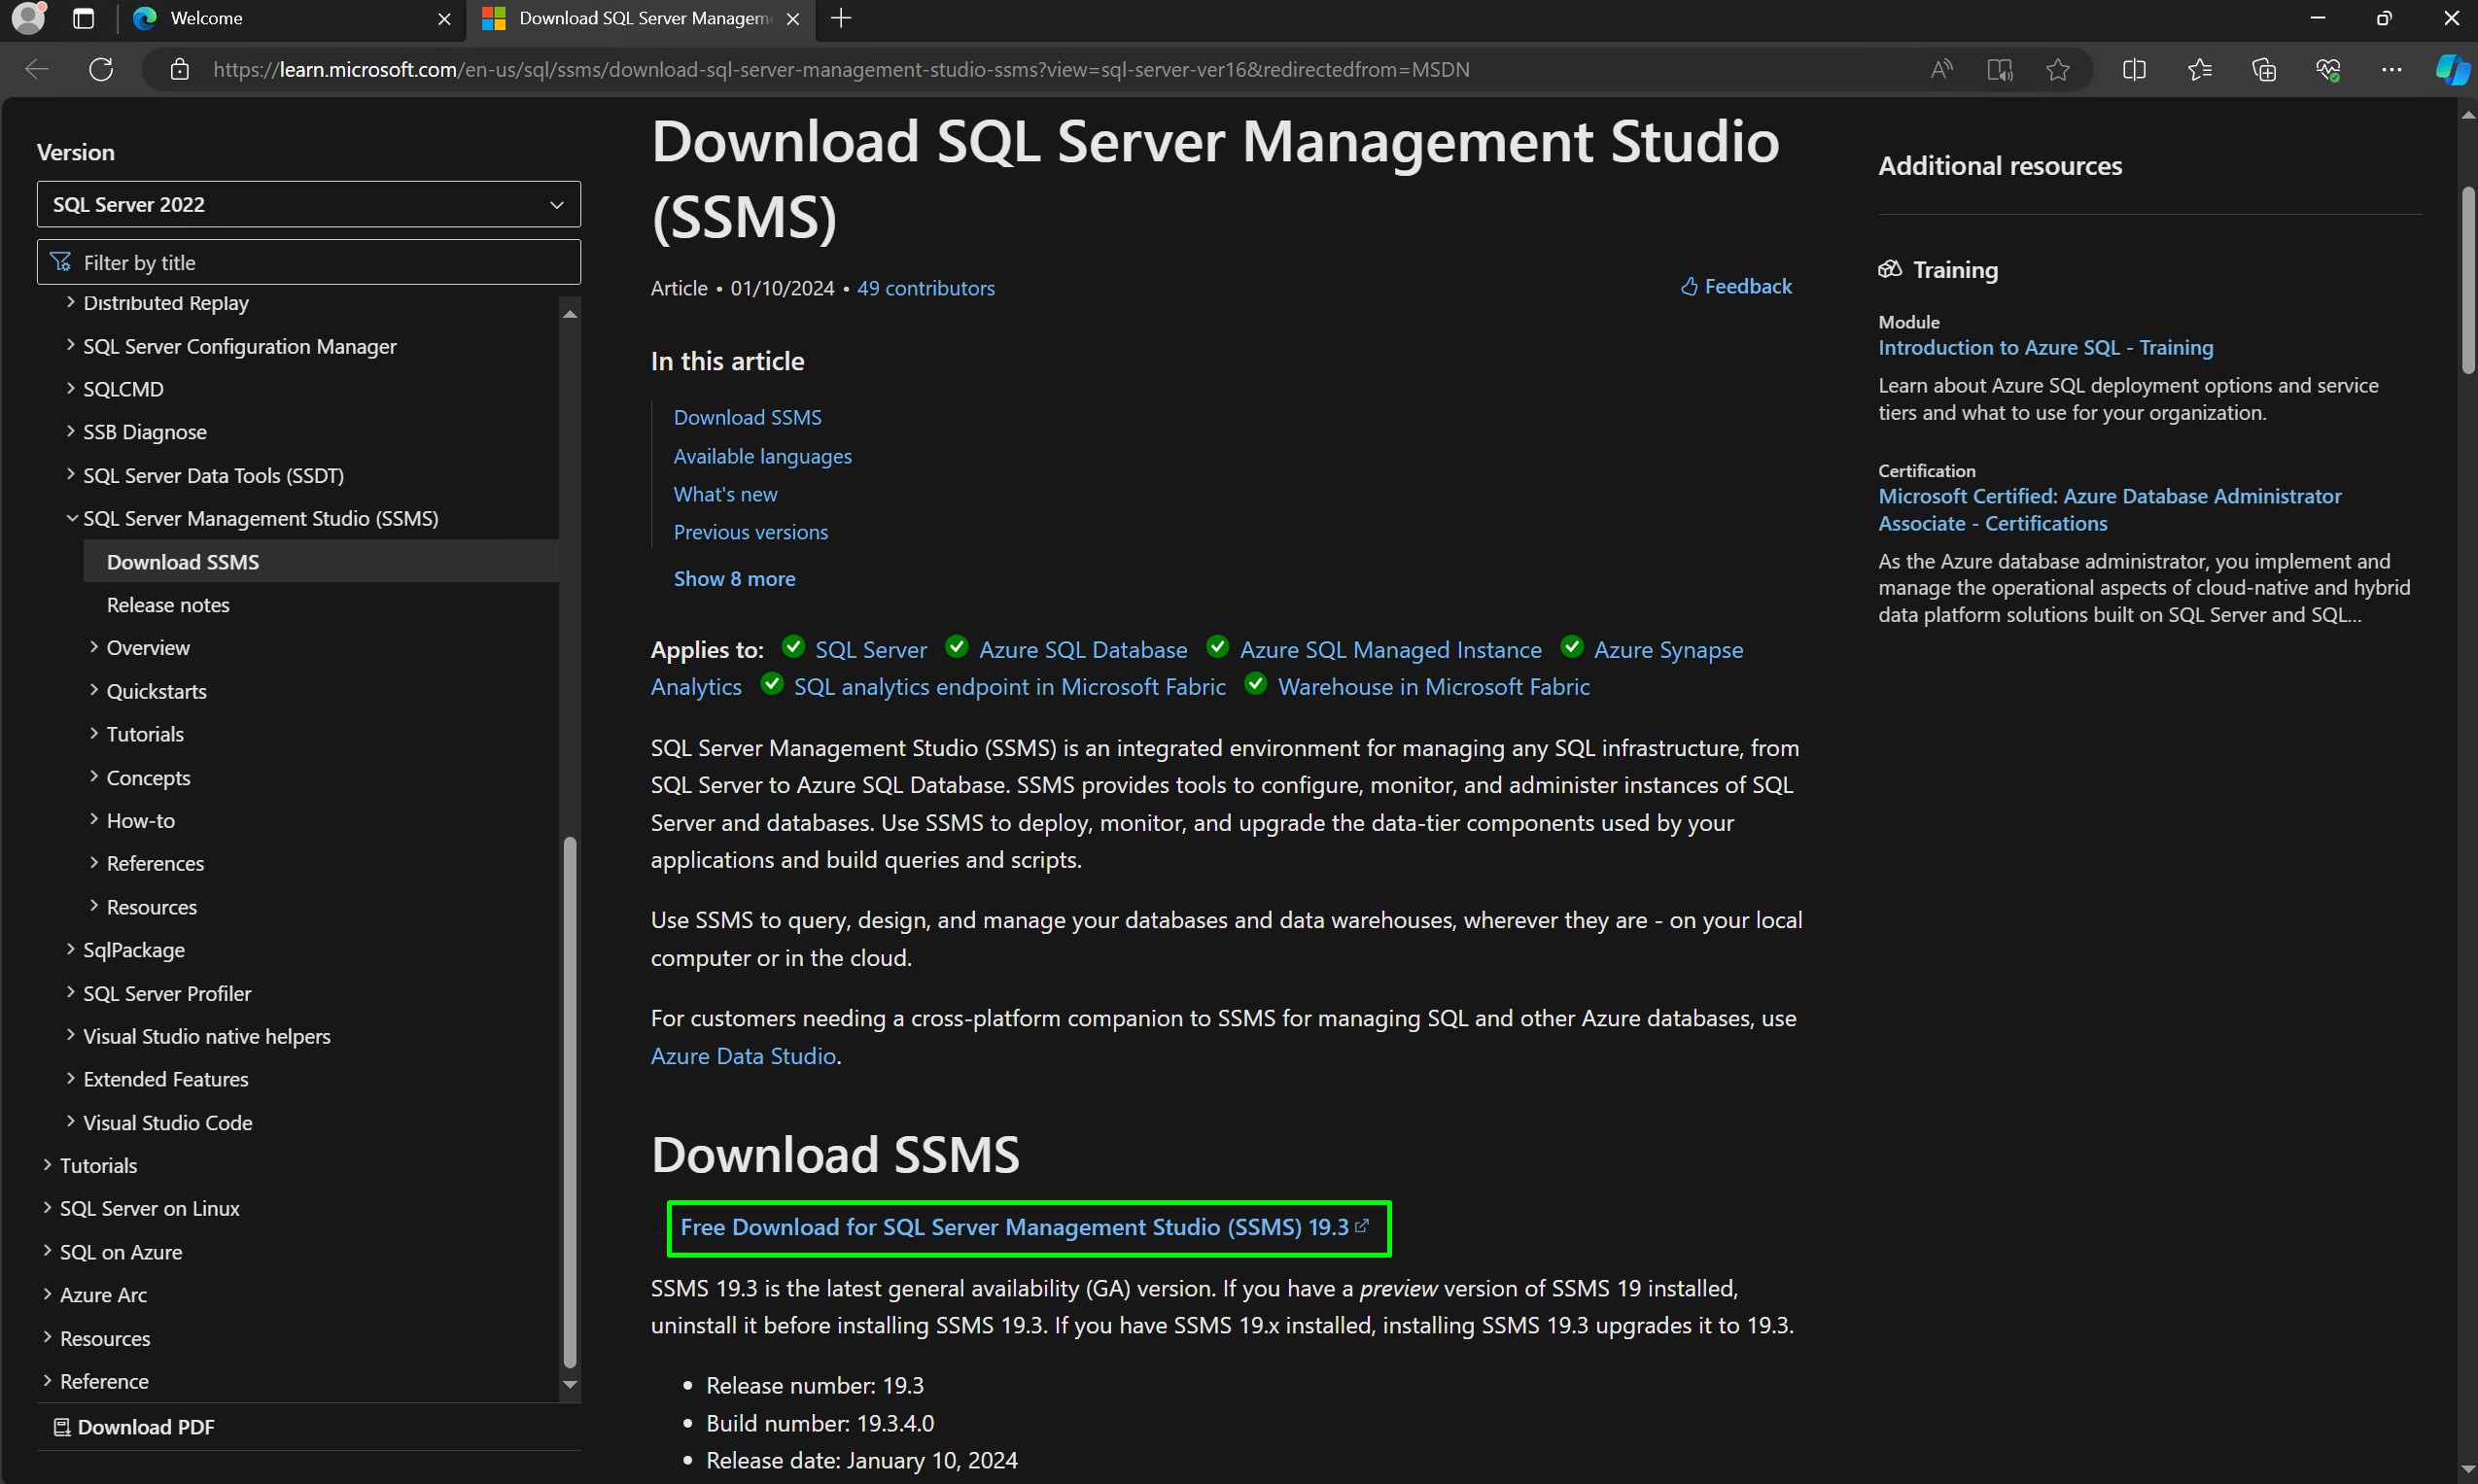 Welcome
Download SQL Server Managem
https://learn.microsoft.com/en-us/sql/ssms/download-sql-server-management-studio-ssms?view=sql-server-ver16&redirectedfrom=MSDN
Version
SQL Server 2022
Filter by title
Distributed Replay
SQL Server Configuration Manager
SQLCMD
SSB Diagnose
SQL Server Data Tools (SSDT)
SQL Server Management Studio (SSMS)
Download SSMS
Release notes
Overview
Quickstarts
Tutorials
Concepts
How-to
References
Resources
SqlPackage
SQL Server Profiler
Visual Studio native helpers
Extended Features
Visual Studio Code
Tutorials
SQL Server on Linux
SQL on Azure
Azure Arc
Resources
Reference
Download PDF
Download SQL Server Management Studio
(SSMS)
Article • 01/10/2024 • 49 contributors
Feedback
In this article
Download SSMS
Available languages
What's new
Previous versions
Show 8 more
Applies to: SQL Server Azure SQL Database Azure SQL Managed Instance Azure Synapse
Analytics SQL analytics endpoint in Microsoft Fabric Warehouse in Microsoft Fabric
SQL Server Management Studio (SSMS) is an integrated environment for managing any SQL infrastructure, from
SQL Server to Azure SQL Database. SSMS provides tools to configure, monitor, and administer instances of SQL
Server and databases. Use SSMS to deploy, monitor, and upgrade the data-tier components used by your
applications and build queries and scripts.
Use SSMS to query, design, and manage your databases and data warehouses, wherever they are - on your local
computer or in the cloud.
For customers needing a cross-platform companion to SSMS for managing SQL and other Azure databases, use
Azure Data Studio.
Download SSMS
Free Download for SQL Server Management Studio (SSMS) 19.3
SSMS 19.3 is the latest general availability (GA) version. If you have a preview version of SSMS 19 installed,
uninstall it before installing SSMS 19.3. If you have SSMS 19.x installed, installing SSMS 19.3 upgrades it to 19.3.
• Release number: 19.3
• Build number: 19.3.4.0
• Release date: January 10, 2024
Additional resources
Training
Module
Introduction to Azure SQL - Training
Learn about Azure SQL deployment options and service
tiers and what to use for your organization.
Certification
Microsoft Certified: Azure Database Administrator
Associate - Certifications
As the Azure database administrator, you implement and
manage the operational aspects of cloud-native and hybrid
data platform solutions built on SQL Server and SQL...